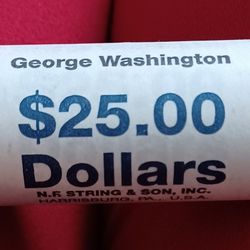 George Washington
$25.00
Dollars
N.F. STRING & SON, INC.
HARRISBURG, PA., U.S.A.